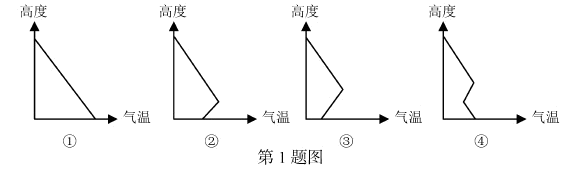 高度 高度 高度 高度
气温 气温 气温 气温
① ② ③ ④
第 1 题图